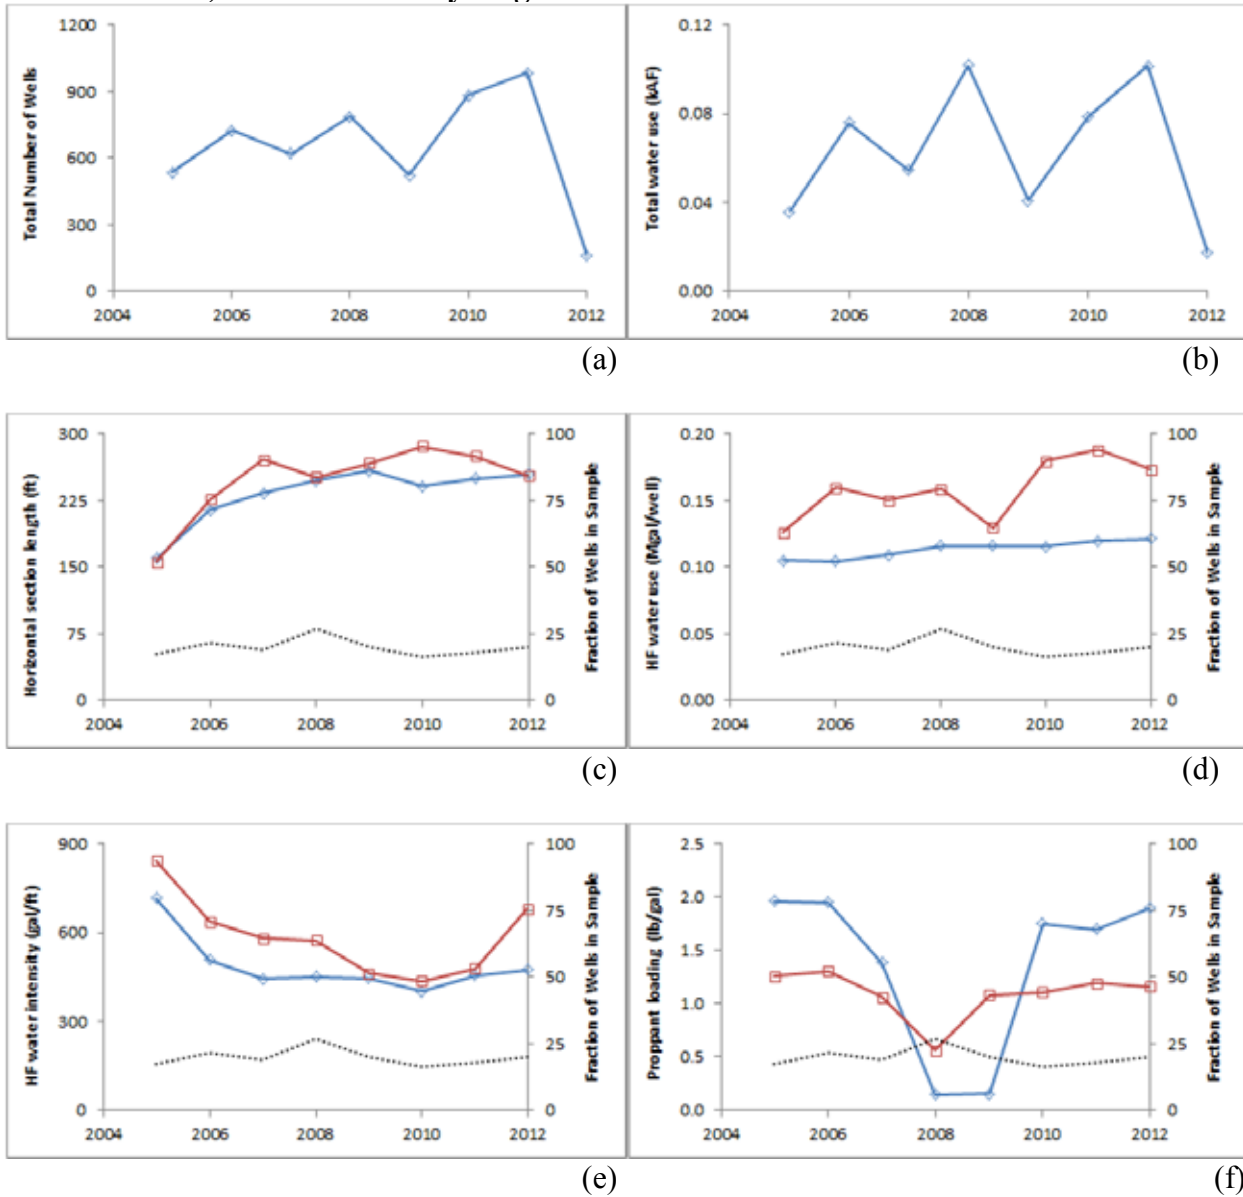 1200
900
600
300
0
Total Number of Wells
2004 2006 2008 2010 2012
(a)
0.12
0.08
0.04
0.00
Total water use (kAF)
2004 2006 2008 2010 2012
(b)
300
225
150
75
0
Horizontal section length (ft)
100
75
50
25
0
Fraction of Wells in Sample
2004 2006 2008 2010 2012
(c)
0.20
0.15
0.10
0.05
0.00
HF water use (Mgal/well)
100
75
50
25
0
Fraction of Wells in Sample
2004 2006 2008 2010 2012
(d)
900
600
300
0
HF water intensity (gal/ft)
100
75
50
25
0
Fraction of Wells in Sample
2004 2006 2008 2010 2012
(e)
2.5
2.0
1.5
1.0
0.5
0.0
Proppant loading (lb/gal)
100
75
50
25
0
Fraction of Wells in Sample
2004 2006 2008 2010 2012
(f)